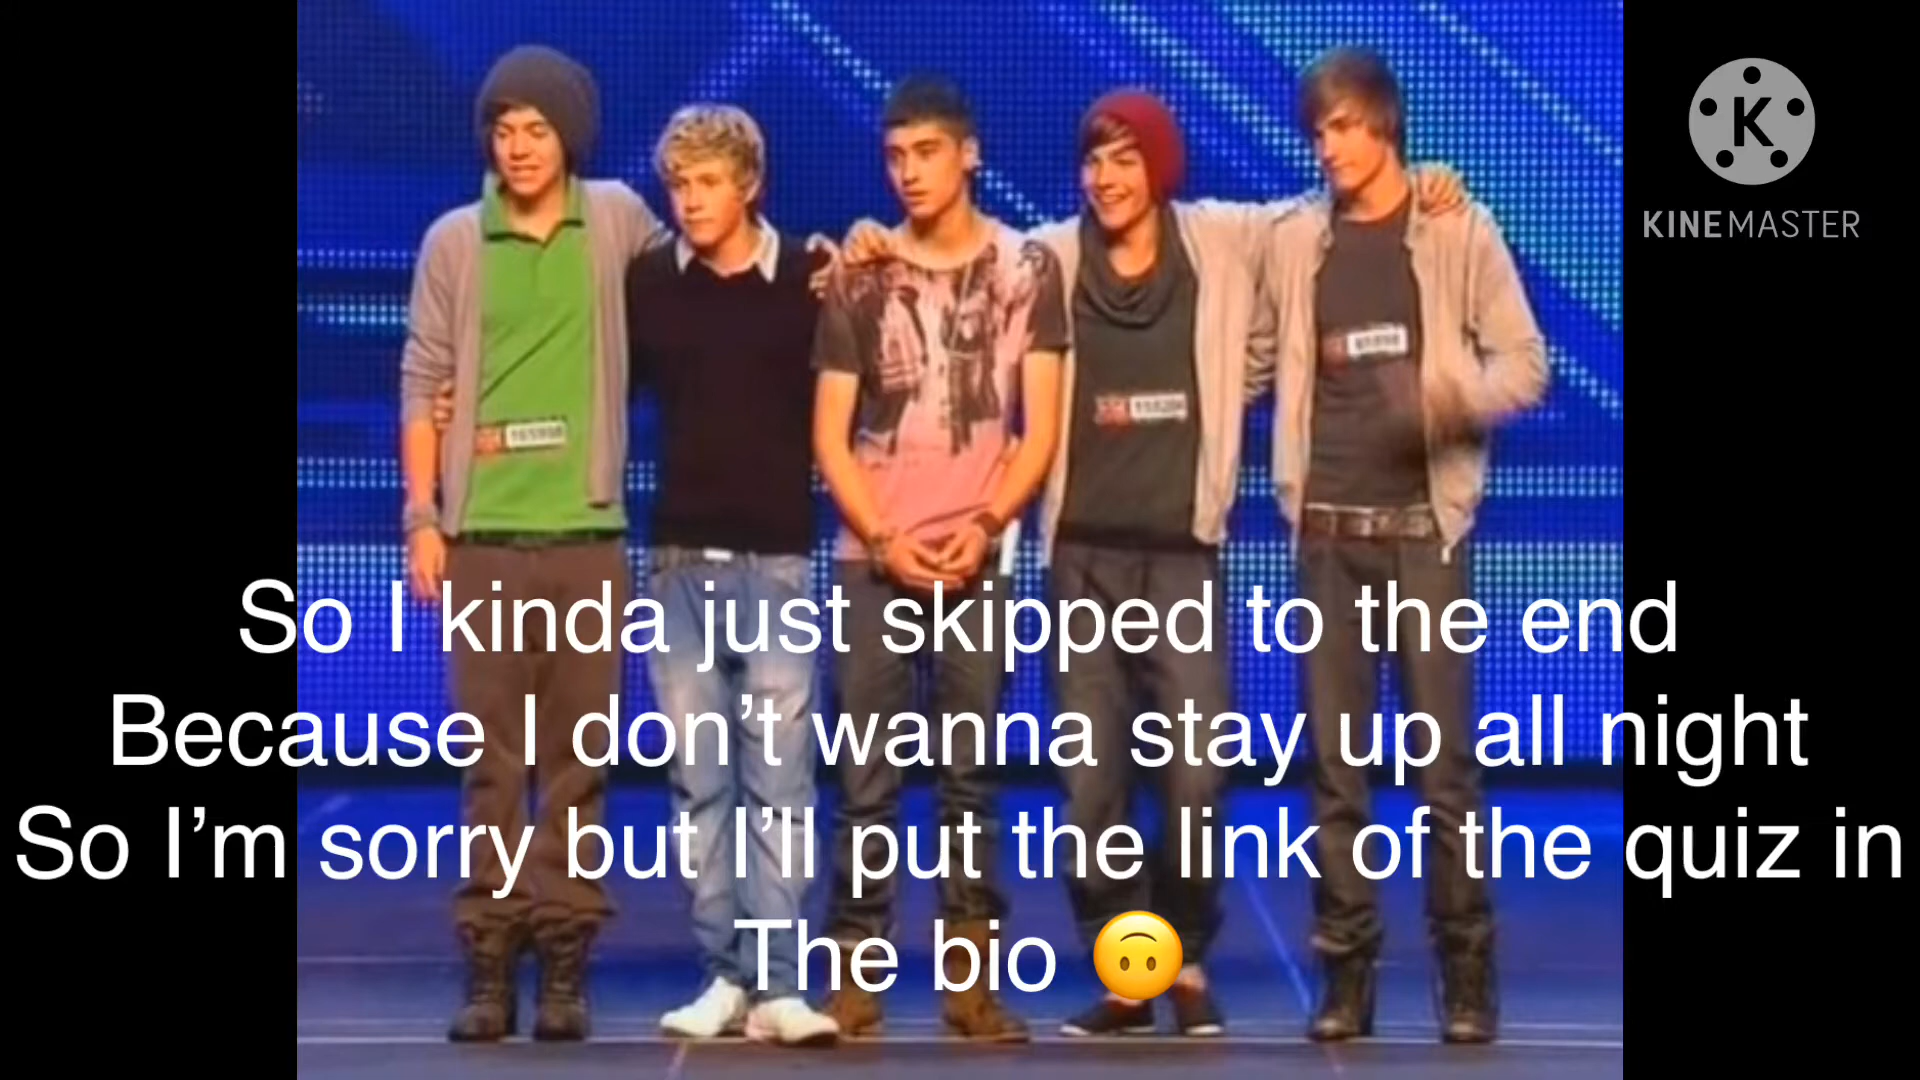 KINEMASTER
So I kinda just skipped to the end
Because I don’t wanna stay up all night
So I’m sorry but I’ll put the link of the quiz in
The bio 🙃